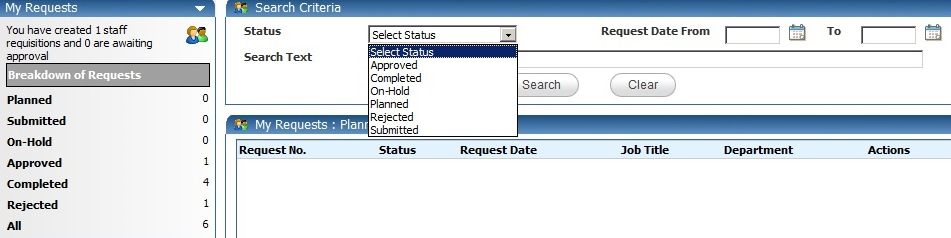 My Requests
You have created 1 staff
requisitions and 0 are awaiting
approval
Breakdown of Requests
Planned 0
Submitted 0
On-Hold 0
Approved 1
Completed 4
Rejected 1
All 6
Search Criteria
Status Select Status Request Date From To
Select Status
Approved
Completed
On-Hold
Planned
Rejected
Submitted
Search Text
Search Clear
My Requests : Plann
Request No. Status Request Date Job Title Department Actions